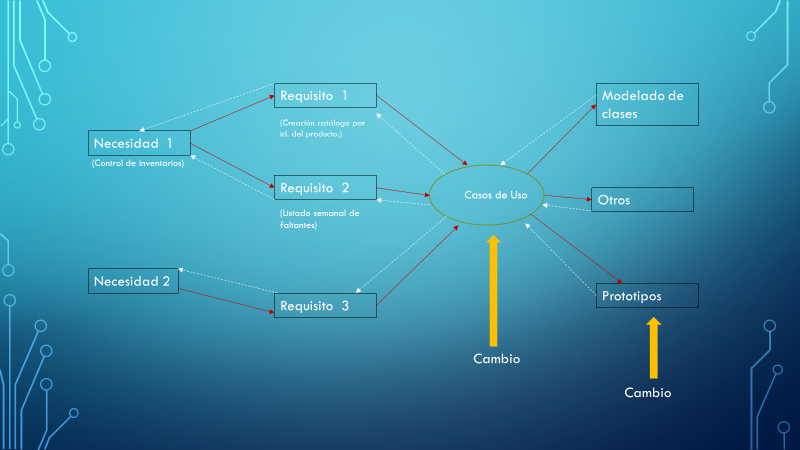 Requisito 1
(Creación catálogo por
id. del producto.)
Modelado de
clases
Necesidad 1
(Control de inventarios)
Requisito 2
(Listado semanal de
faltantes)
Casos de Uso
Otros
Necesidad 2
Requisito 3
Prototipos
Cambio
Cambio